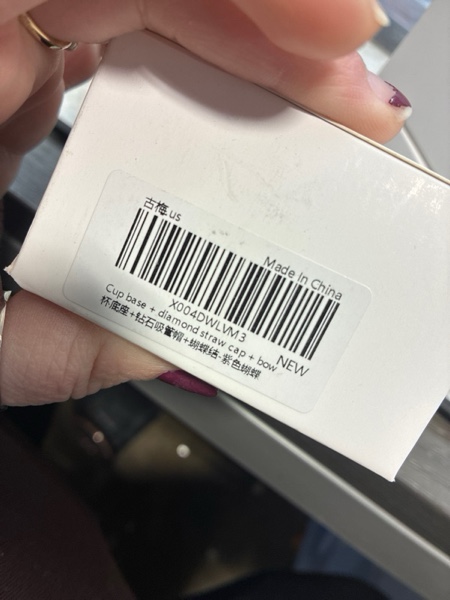 古梅.us
Made In China
X004DWLVM3
Cup base + diamond straw cap + bow
NEW
杯底座+钻石吸管帽+蝴蝶结.紫色蝴蝶